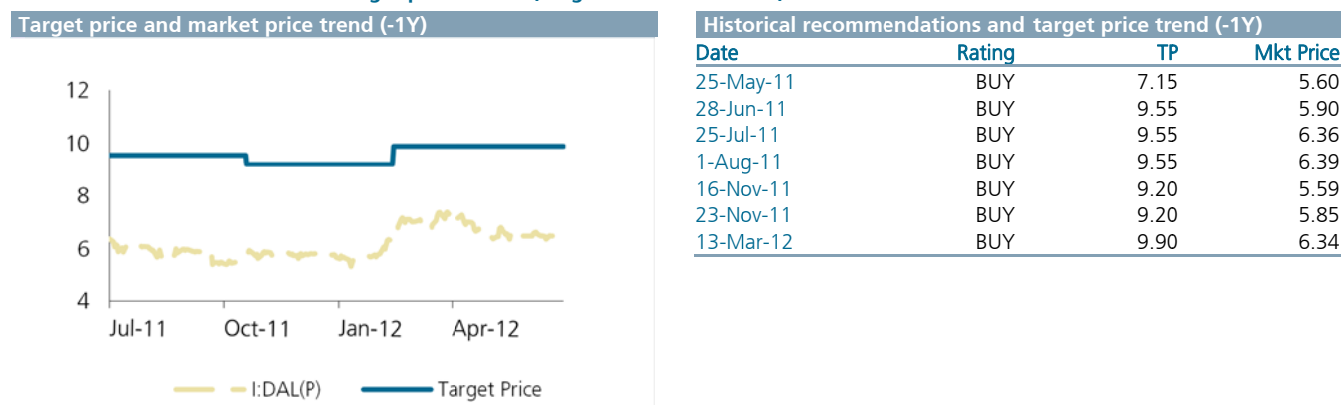 Target price and market price trend (-1Y)
12
10
8
6
4
Jul-11 Oct-11 Jan-12 Apr-12
I:DAL(P) Target Price
Historical recommendations and target price trend (-1Y)
Date Rating TP Mkt Price
25-May-11 BUY 7.15 5.60
28-Jun-11 BUY 9.55 5.90
25-Jul-11 BUY 9.55 6.36
1-Aug-11 BUY 9.55 6.39
16-Nov-11 BUY 9.20 5.59
23-Nov-11 BUY 9.20 5.85
13-Mar-12 BUY 9.90 6.34